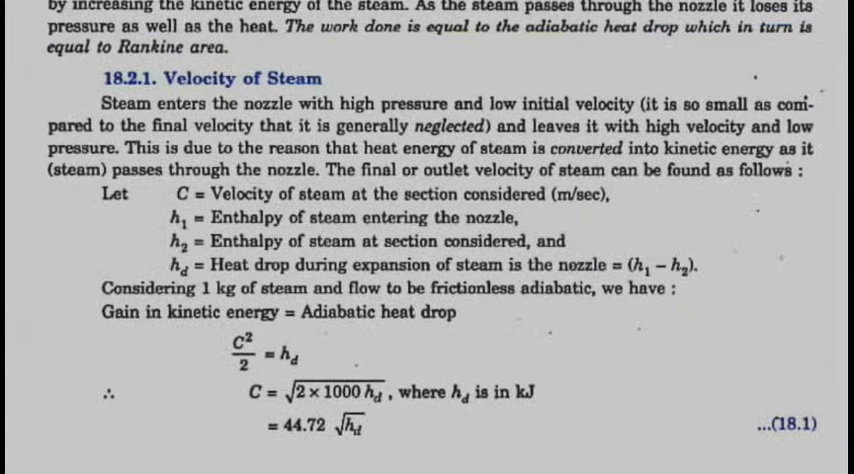 by increasing the kinetic energy of the steam. As the steam passes through the nozzle it loses its
pressure as well as the heat. The work done is equal to the adiabatic heat drop which in turn is
equal to Rankine area.
18.2.1. Velocity of Steam
Steam enters the nozzle with high pressure and low initial velocity (it is so small as com-
pared to the final velocity that it is generally neglected) and leaves it with high velocity and low
pressure. This is due to the reason that heat energy of steam is converted into kinetic energy as it
(steam) passes through the nozzle. The final or outlet velocity of steam can be found as follows :
Let C = Velocity of steam at the section considered (m/sec),
h₁ = Enthalpy of steam entering the nozzle,
h₂ = Enthalpy of steam at section considered, and
h_d = Heat drop during expansion of steam is the nozzle = (h₁ – h₂).
Considering 1 kg of steam and flow to be frictionless adiabatic, we have :
Gain in kinetic energy = Adiabatic heat drop
C²/2 = h_d
∴ C = √(2 × 1000 h_d) , where h_d is in kJ
= 44.72 √h_d ...(18.1)